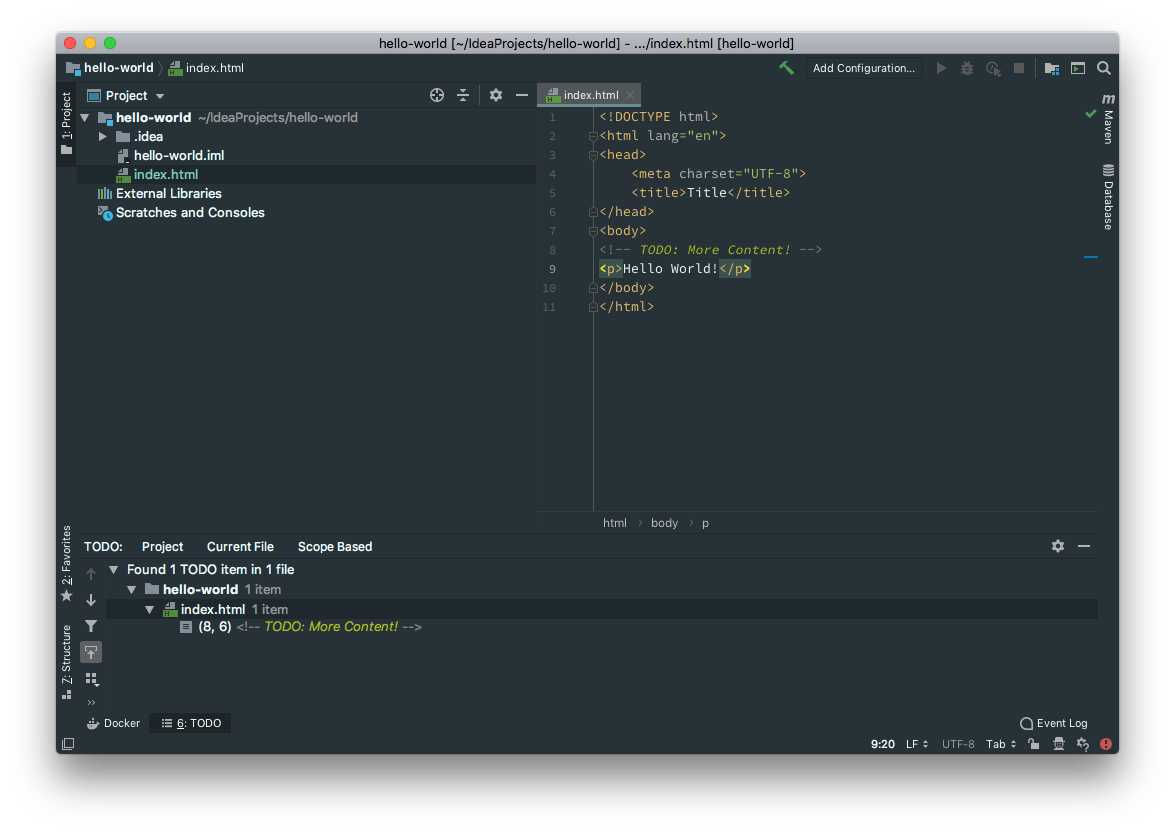 hello-world [~/IdeaProjects/hello-world] - .../index.html [hello-world]
hello-world index.html Add Configuration...
1: Project
Project
hello-world ~/IdeaProjects/hello-world
.idea
hello-world.iml
index.html
External Libraries
Scratches and Consoles
index.html
1 <!DOCTYPE html>
2 <html lang="en">
3 <head>
4 <meta charset="UTF-8">
5 <title>Title</title>
6 </head>
7 <body>
8 <!-- TODO: More Content! -->
9 <p>Hello World!</p>
10 </body>
11 </html>
html body p
m Maven
Database
2: Favorites
Z: Structure
TODO: Project Current File Scope Based
Found 1 TODO item in 1 file
hello-world 1 item
index.html 1 item
(8, 6) <!-- TODO: More Content! -->
Docker 6: TODO Event Log
9:20 LF UTF-8 Tab